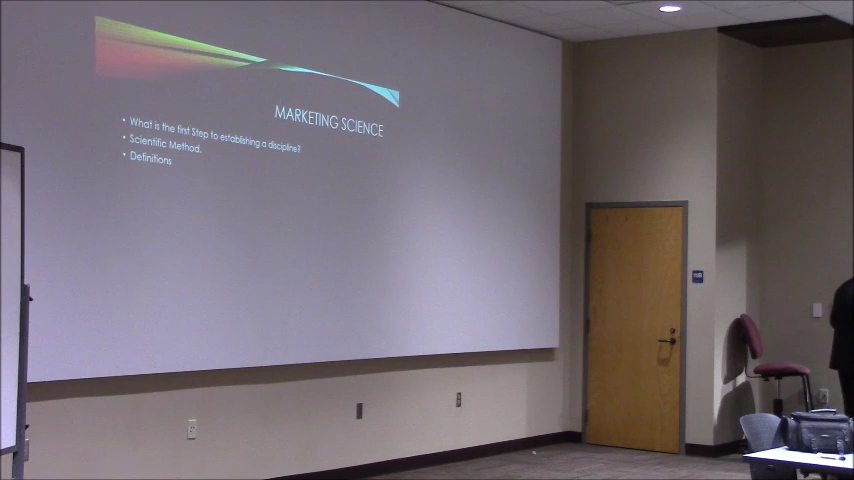 MARKETING SCIENCE
• What is the first Step to establishing a discipline?
• Scientific Method.
• Definitions